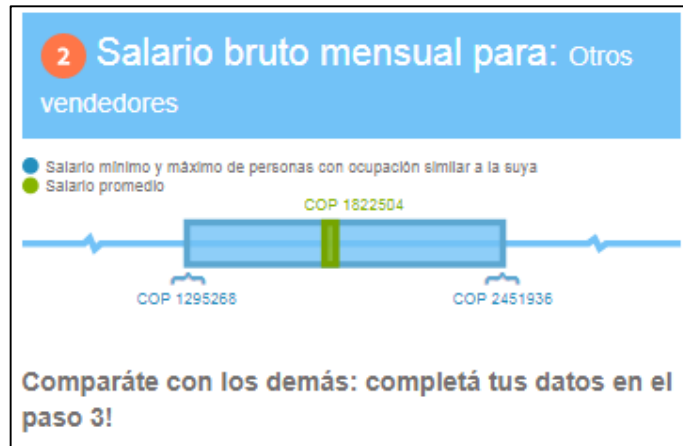 2 Salario bruto mensual para: Otros
vendedores
Salario mínimo y máximo de personas con ocupación similar a la suya
Salario promedio
COP 1822504
COP 1295268
COP 2451936
Comparáte con los demás: completá tus datos en el
paso 3!